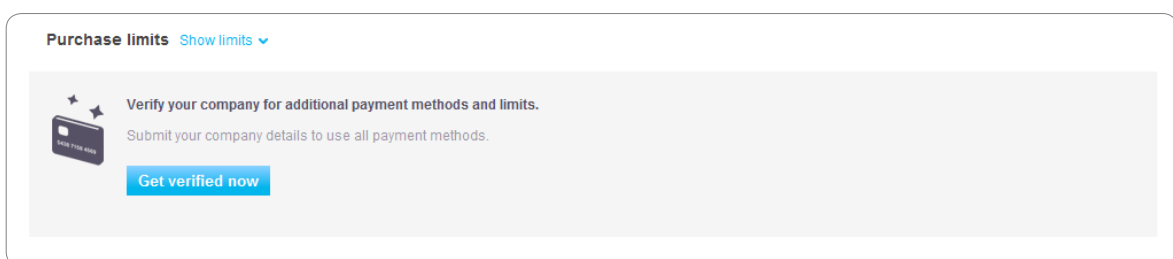 Purchase limits Show limits
Verify your company for additional payment methods and limits.
Submit your company details to use all payment methods.
Get verified now